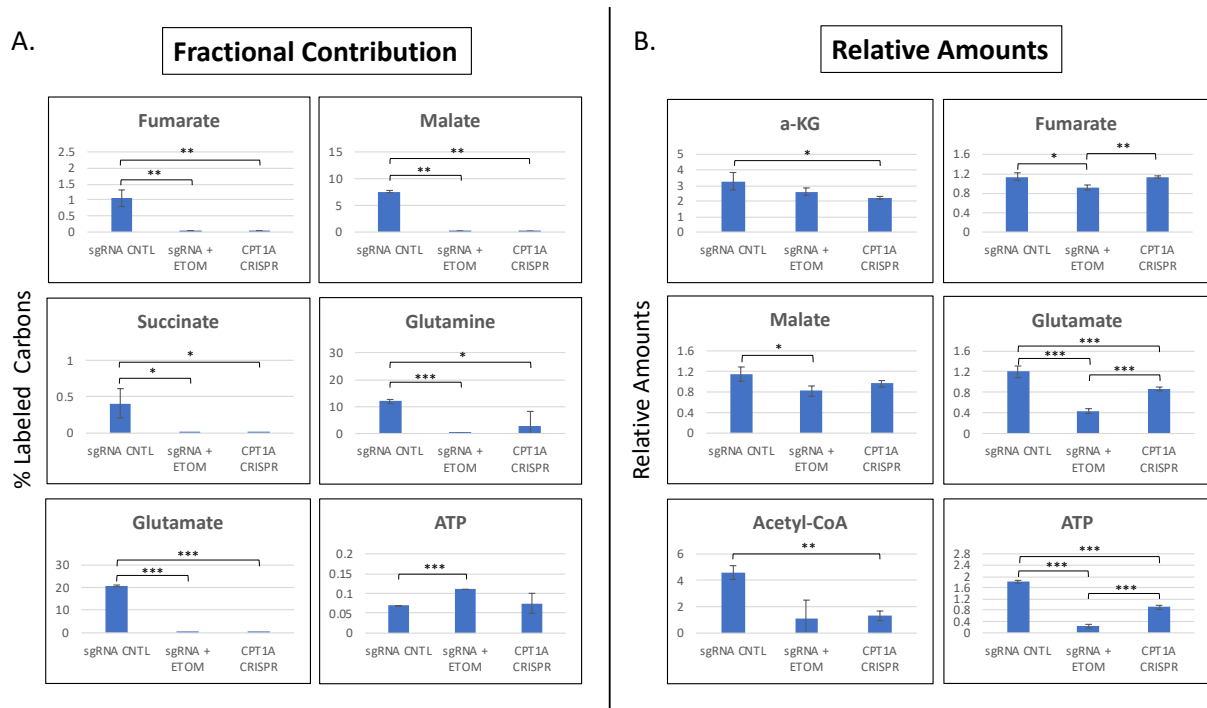 A.
Fractional Contribution
% Labeled Carbons
Fumarate
2.5
2
1.5
1
0.5
0
**
**
sgRNA CNTL
sgRNA +
ETOM
CPT1A
CRISPR
Malate
15
10
5
0
**
**
sgRNA CNTL
sgRNA +
ETOM
CPT1A
CRISPR
Succinate
1
0.5
0
*
*
sgRNA CNTL
sgRNA +
ETOM
CPT1A
CRISPR
Glutamine
30
20
10
0
*
***
sgRNA CNTL
sgRNA +
ETOM
CPT1A
CRISPR
Glutamate
30
20
10
0
***
***
sgRNA CNTL
sgRNA +
ETOM
CPT1A
CRISPR
ATP
0.2
0.15
0.1
0.05
0
***
sgRNA CNTL
sgRNA +
ETOM
CPT1A
CRISPR
B.
Relative Amounts
Relative Amounts
a-KG
5
4
3
2
1
0
*
sgRNA CNTL
sgRNA +
ETOM
CPT1A
CRISPR
Fumarate
1.6
1.2
0.8
0.4
0
*
**
sgRNA CNTL
sgRNA +
ETOM
CPT1A
CRISPR
Malate
1.6
1.2
0.8
0.4
0
*
sgRNA CNTL
sgRNA +
ETOM
CPT1A
CRISPR
Glutamate
1.6
1.2
0.8
0.4
0
***
***
***
sgRNA CNTL
sgRNA +
ETOM
CPT1A
CRISPR
Acetyl-CoA
6
4
2
0
**
sgRNA CNTL
sgRNA +
ETOM
CPT1A
CRISPR
ATP
2.8
2.4
2
1.6
1.2
0.8
0.4
0
***
***
***
sgRNA CNTL
sgRNA +
ETOM
CPT1A
CRISPR